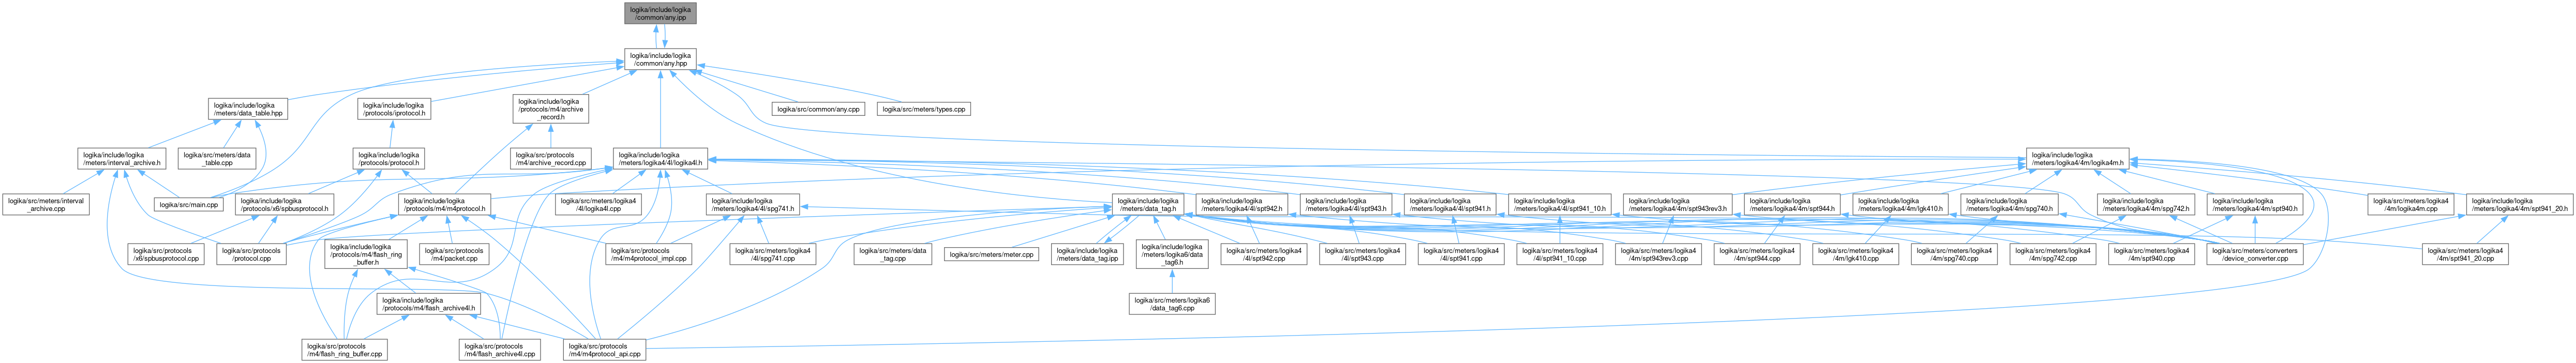 logika/include/logika
/common/any.ipp
logika/include/logika
/common/any.hpp
logika/include/logika
/meters/data_table.hpp
logika/include/logika
/protocols/iprotocol.h
logika/include/logika
/protocols/m4/archive
_record.h
logika/src/common/any.cpp
logika/src/meters/types.cpp
logika/include/logika
/meters/interval_archive.h
logika/src/meters/data
_table.cpp
logika/include/logika
/protocols/protocol.h
logika/src/protocols
/m4/archive_record.cpp
logika/include/logika
/meters/logika4/4l/logika4l.h
logika/include/logika
/meters/logika4/4m/logika4m.h
logika/src/meters/interval
_archive.cpp
logika/src/main.cpp
logika/include/logika
/protocols/x6/spbusprotocol.h
logika/include/logika
/protocols/m4/m4protocol.h
logika/src/meters/logika4
/4l/logika4l.cpp
logika/include/logika
/meters/logika4/4l/spg741.h
logika/include/logika
/meters/data_tag.h
logika/include/logika
/meters/logika4/4l/spt942.h
logika/include/logika
/meters/logika4/4l/spt943.h
logika/include/logika
/meters/logika4/4l/spt941.h
logika/include/logika
/meters/logika4/4l/spt941_10.h
logika/include/logika
/meters/logika4/4m/spt943rev3.h
logika/include/logika
/meters/logika4/4m/spt944.h
logika/include/logika
/meters/logika4/4m/lgk410.h
logika/include/logika
/meters/logika4/4m/spg740.h
logika/include/logika
/meters/logika4/4m/spg742.h
logika/include/logika
/meters/logika4/4m/spt940.h
logika/src/meters/logika4
/4m/logika4m.cpp
logika/include/logika
/meters/logika4/4m/spt941_20.h
logika/src/protocols
/x6/spbusprotocol.cpp
logika/src/protocols
/protocol.cpp
logika/include/logika
/protocols/m4/flash_ring
_buffer.h
logika/src/protocols
/m4/packet.cpp
logika/src/protocols
/m4/m4protocol_impl.cpp
logika/src/meters/logika4
/4l/spg741.cpp
logika/src/meters/data
_tag.cpp
logika/src/meters/meter.cpp
logika/include/logika
/meters/data_tag.ipp
logika/include/logika
/meters/logika6/data
_tag6.h
logika/src/meters/logika4
/4l/spt942.cpp
logika/src/meters/logika4
/4l/spt943.cpp
logika/src/meters/logika4
/4l/spt941.cpp
logika/src/meters/logika4
/4l/spt941_10.cpp
logika/src/meters/logika4
/4m/spt943rev3.cpp
logika/src/meters/logika4
/4m/spt944.cpp
logika/src/meters/logika4
/4m/lgk410.cpp
logika/src/meters/logika4
/4m/spg740.cpp
logika/src/meters/logika4
/4m/spg742.cpp
logika/src/meters/logika4
/4m/spt940.cpp
logika/src/meters/converters
/device_converter.cpp
logika/src/meters/logika4
/4m/spt941_20.cpp
logika/include/logika
/protocols/m4/flash_archive4l.h
logika/src/meters/logika6
/data_tag6.cpp
logika/src/protocols
/m4/flash_ring_buffer.cpp
logika/src/protocols
/m4/flash_archive4l.cpp
logika/src/protocols
/m4/m4protocol_api.cpp